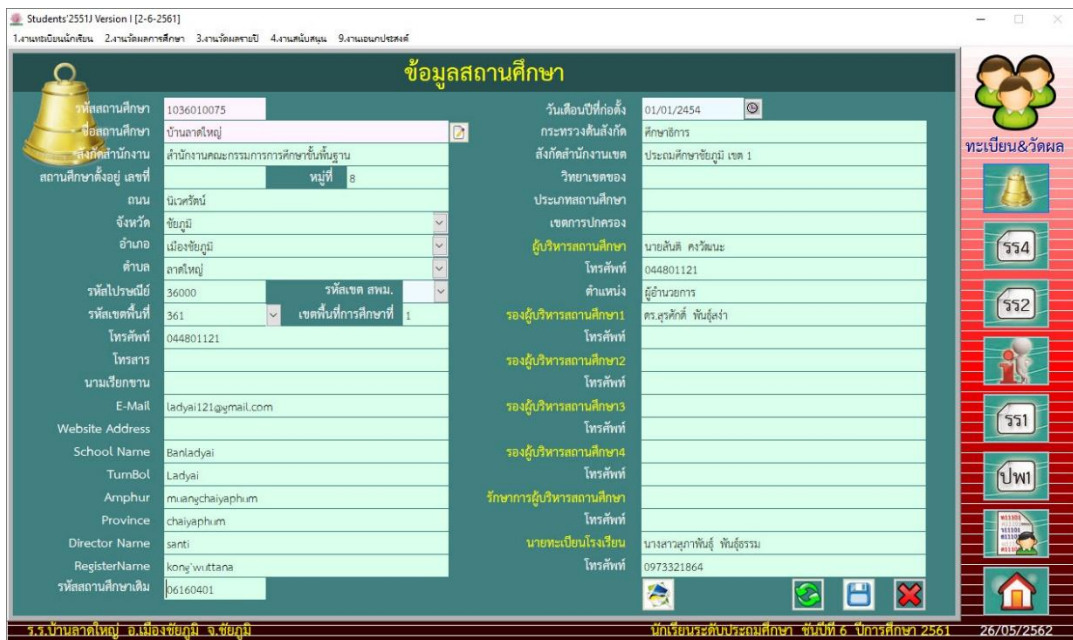 Students'2551J Version I [2-6-2561]
1.งานทะเบียนนักเรียน 2.งานวัดผลการศึกษา 3.งานวัดผลรายปี 4.งานสนับสนุน 9.งานเอนกประสงค์
ข้อมูลสถานศึกษา
รหัสสถานศึกษา 1036010075 วันเดือนปีที่ก่อตั้ง 01/01/2454
ชื่อสถานศึกษา บ้านลาดใหญ่ กระทรวงต้นสังกัด ศึกษาธิการ
สังกัดสำนักงาน สำนักงานคณะกรรมการการศึกษาขั้นพื้นฐาน สังกัดสำนักงานเขต ประถมศึกษาชัยภูมิ เขต 1
สถานศึกษาตั้งอยู่ เลขที่ หมู่ที่ 8 วิทยาเขตของ
ถนน นิเวศรัตน์ ประเภทสถานศึกษา
จังหวัด ชัยภูมิ เขตการปกครอง
อำเภอ เมืองชัยภูมิ ผู้บริหารสถานศึกษา นายสันติ คงวัฒนะ
ตำบล ลาดใหญ่ โทรศัพท์ 044801121
รหัสไปรษณีย์ 36000 รหัสเขต สพม. ตำแหน่ง ผู้อำนวยการ
รหัสเขตพื้นที่ 361 เขตพื้นที่การศึกษาที่ 1 รองผู้บริหารสถานศึกษา1 ดร.สุรศักดิ์ พันธุ์สง่า
โทรศัพท์ 044801121 โทรศัพท์
โทรสาร รองผู้บริหารสถานศึกษา2
นามเรียกขาน โทรศัพท์
E-Mail ladyai121@gmail.com รองผู้บริหารสถานศึกษา3
Website Address โทรศัพท์
School Name Banladyai รองผู้บริหารสถานศึกษา4
TumBol Ladyai โทรศัพท์
Amphur muangchaiyaphum รักษาการผู้บริหารสถานศึกษา
Province chaiyaphum โทรศัพท์
Director Name santi นายทะเบียนโรงเรียน นางสาวสุภาพันธุ์ พันธุ์ธรรม
RegisterName kong'wuttana โทรศัพท์ 0973321864
รหัสสถานศึกษาเดิม 06160401
ทะเบียน&วัดผล
รร4
รร2
รร1
ปพ1
ร.ร.บ้านลาดใหญ่ อ.เมืองชัยภูมิ จ.ชัยภูมิ นักเรียนระดับประถมศึกษา ชั้นปีที่ 6 ปีการศึกษา 2561 26/05/2562